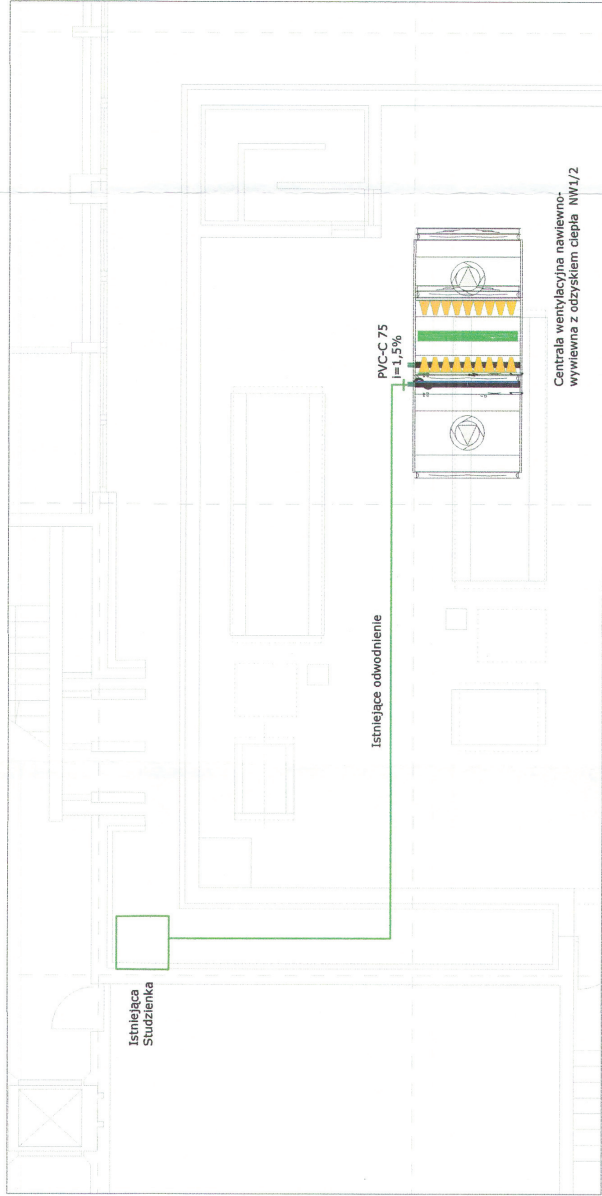 Istniejąca
Studzienka
Istniejące odwodnienie
PVC-C 75
i=1,5%
Centrala wentylacyjna nawiewno-
wywiewna z odzyskiem ciepła NW1/2